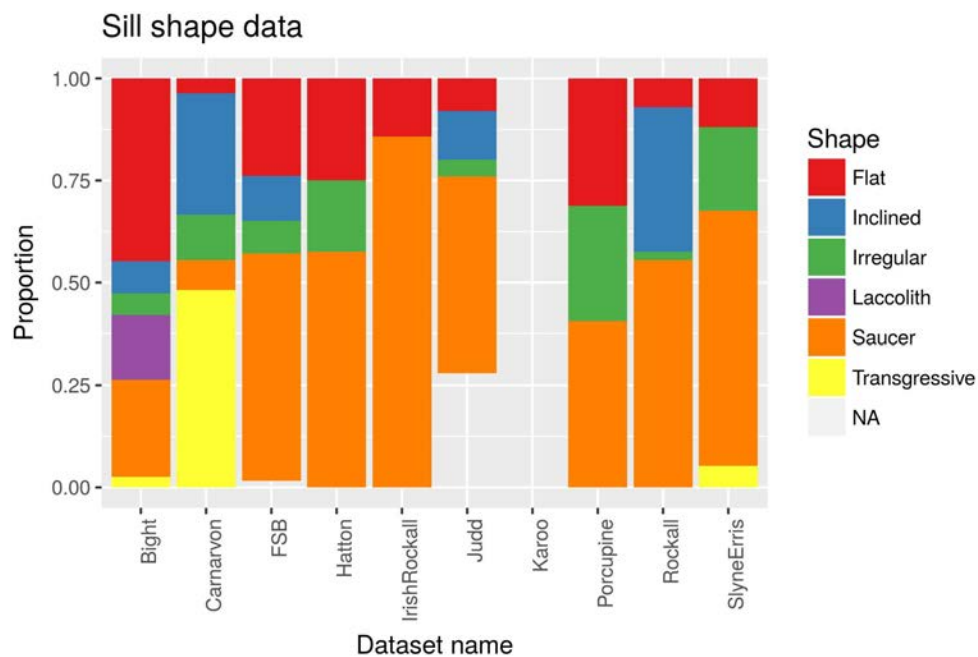 Sill shape data
1.00
0.75
0.50
0.25
0.00
Proportion
Bight
Carnarvon
FSB
Hatton
IrishRockall
Judd
Karoo
Porcupine
Rockall
SlyneErris
Dataset name
Shape
Flat
Inclined
Irregular
Laccolith
Saucer
Transgressive
NA